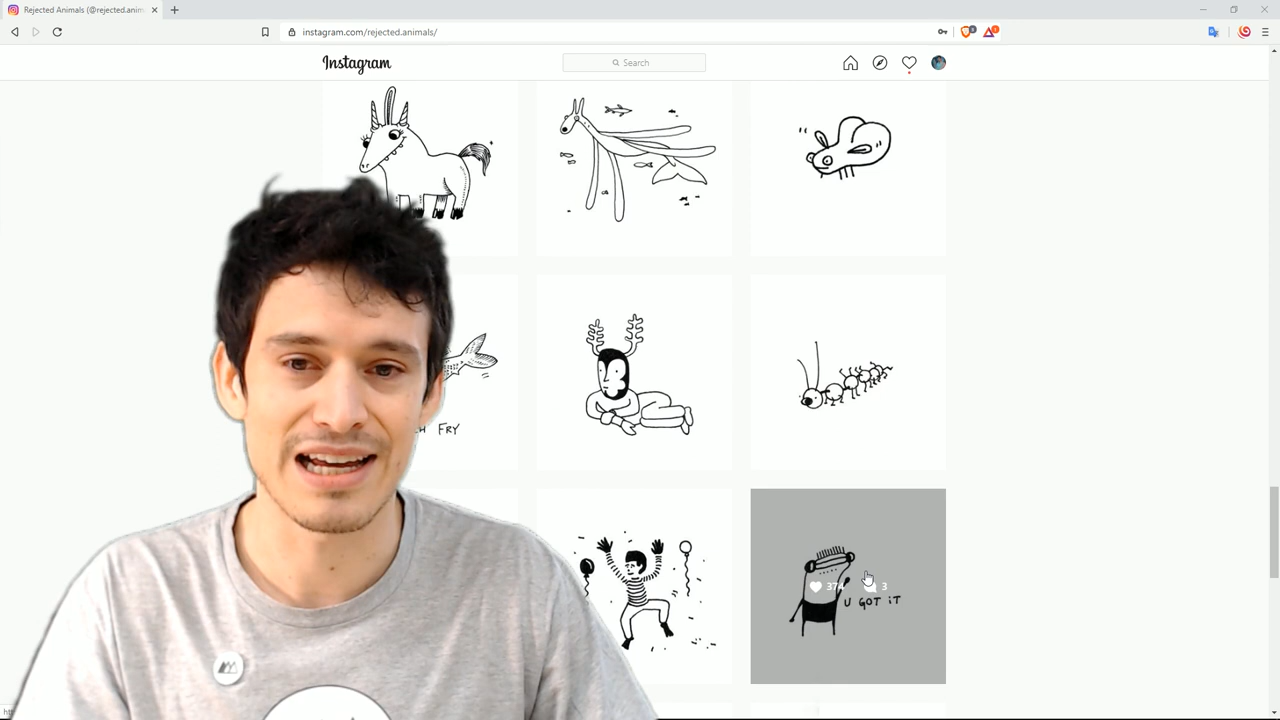 Rejected Animals (@rejected.anim
instagram.com/rejected.animals/
Instagram
Search
FRY
3
U GOT iT